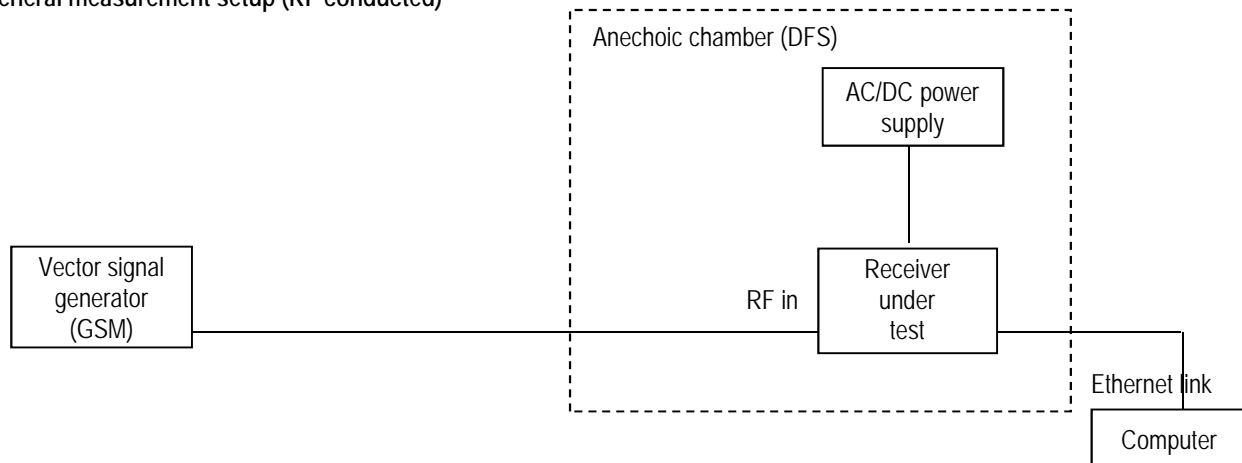 eneral measurement setup (RF conducted)
Anechoic chamber (DFS)
AC/DC power
supply
Vector signal
generator
(GSM)
RF in
Receiver
under
test
Ethernet link
Computer